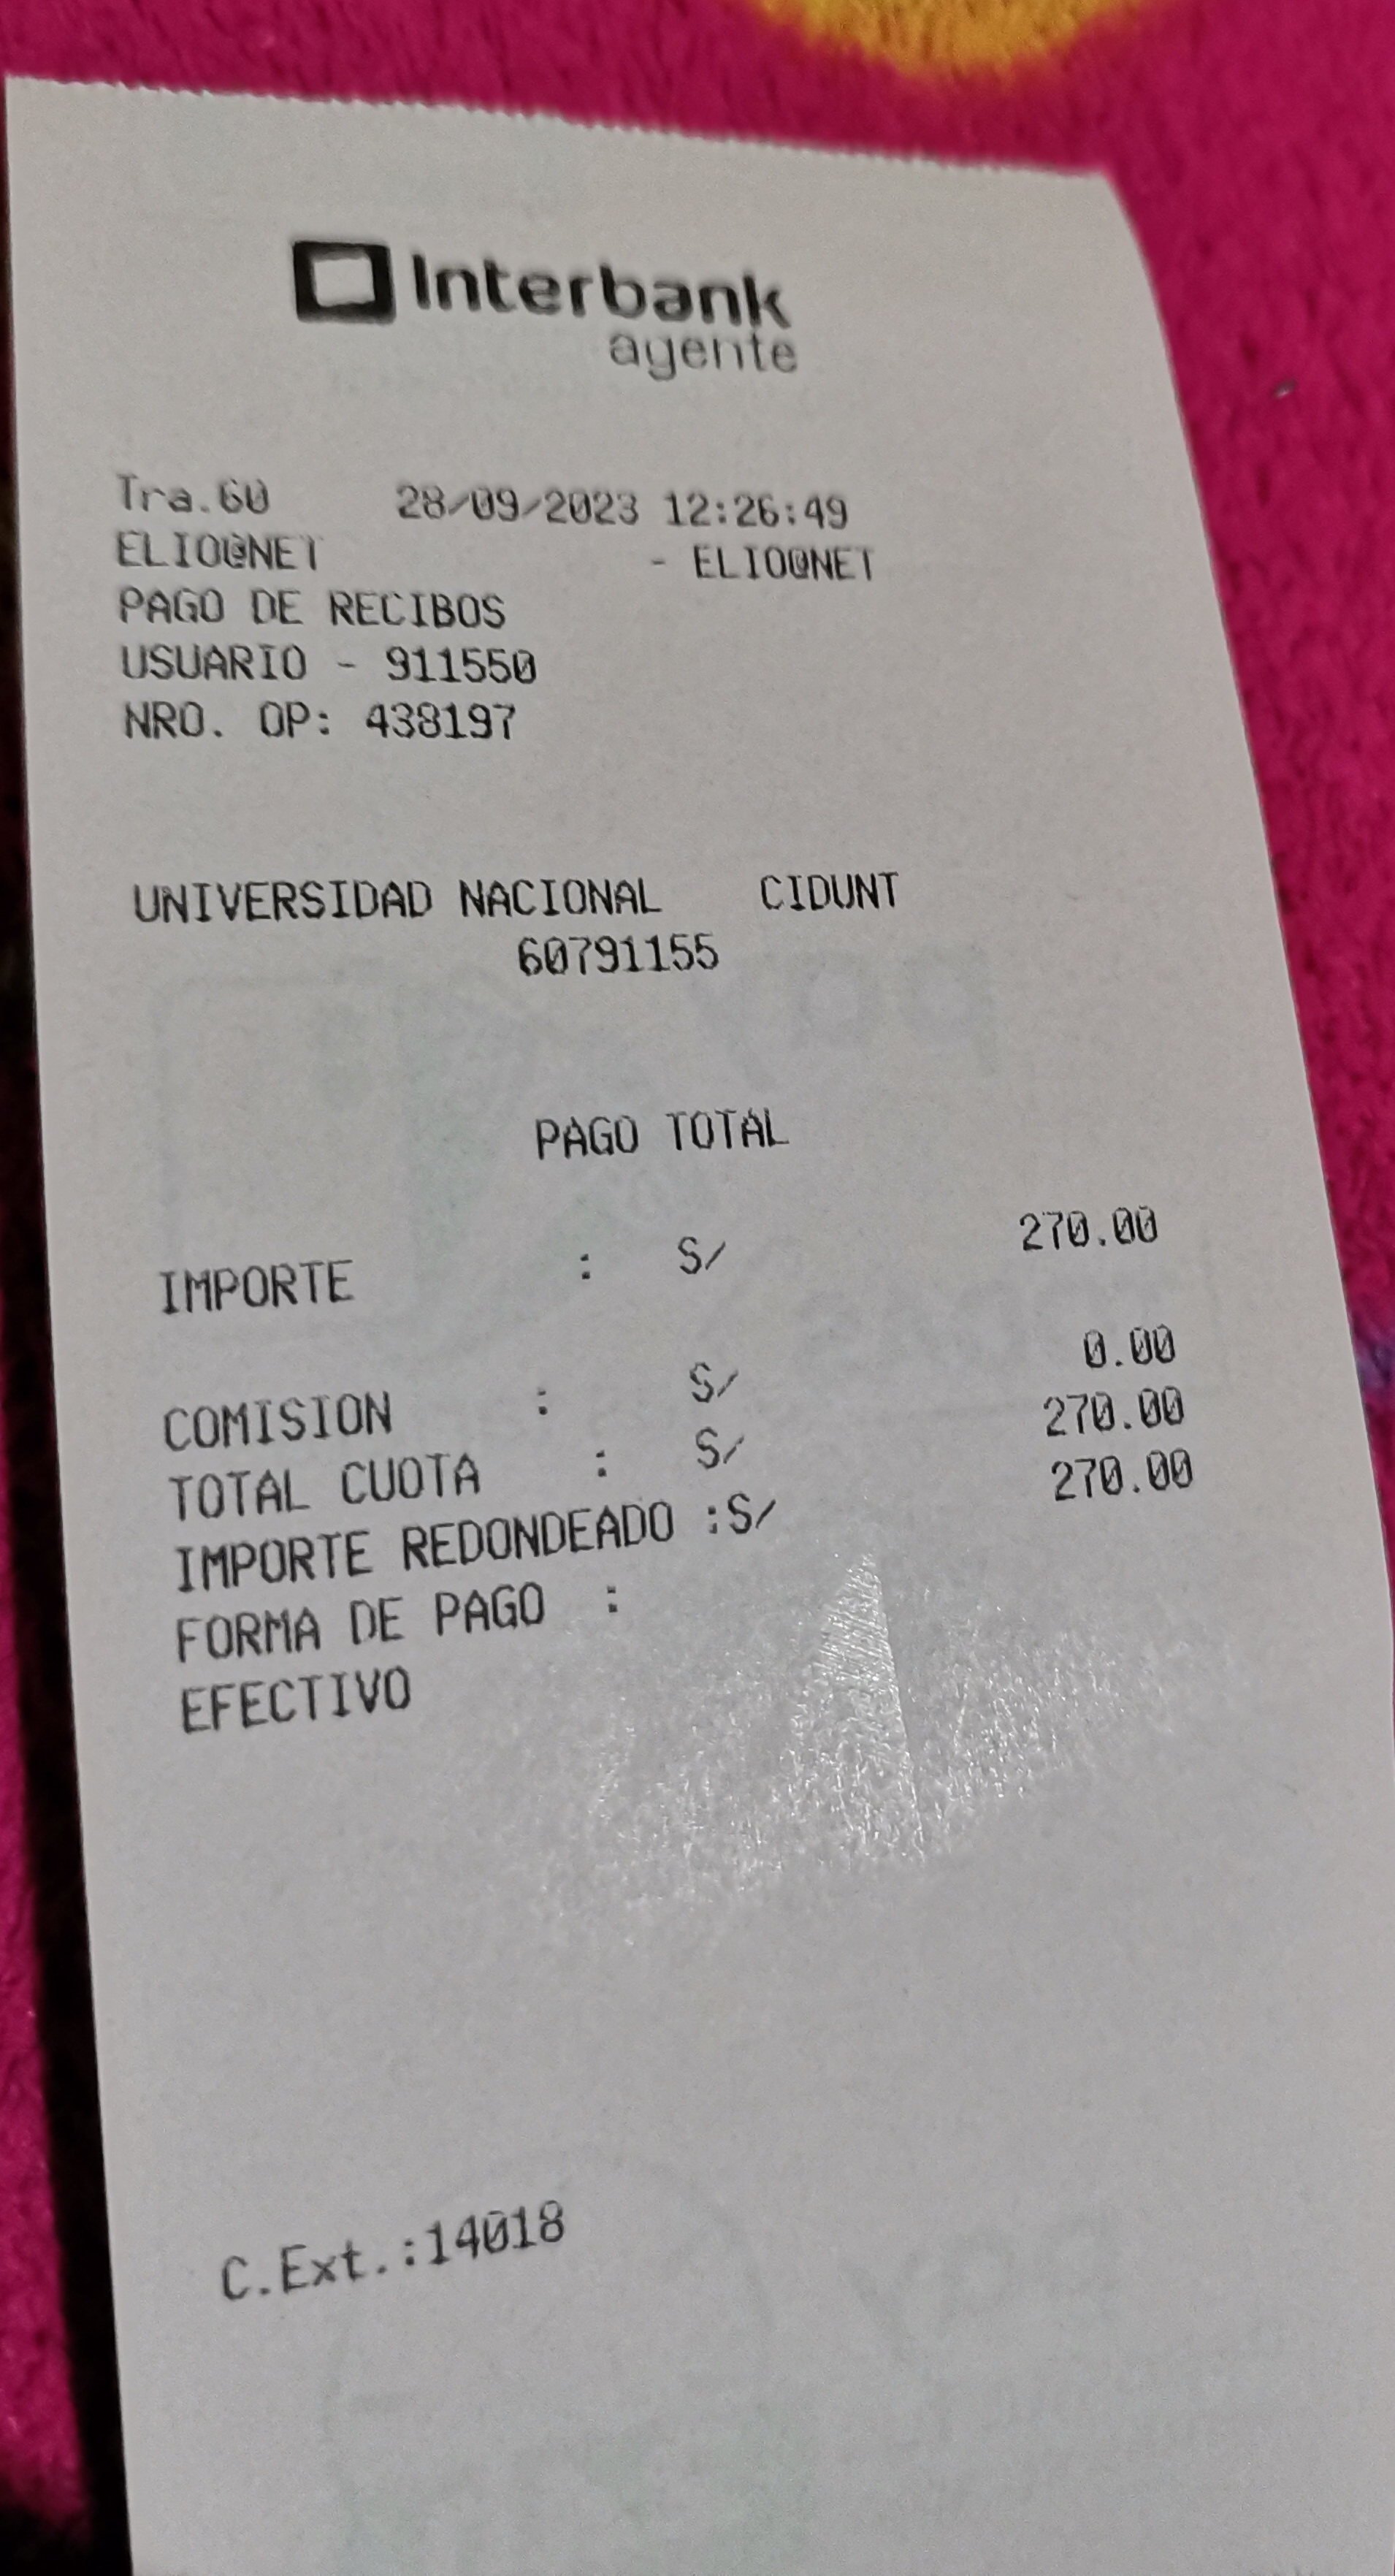 Interbank
agente
Tra.60 28/09/2023 12:26:49
ELIO@NET - ELIO@NET
PAGO DE RECIBOS
USUARIO - 911550
NRO. OP: 438197
UNIVERSIDAD NACIONAL CIDUNT
60791155
PAGO TOTAL
IMPORTE : S/ 270.00
COMISION : S/ 0.00
TOTAL CUOTA : S/ 270.00
IMPORTE REDONDEADO :S/ 270.00
FORMA DE PAGO :
EFECTIVO
C.Ext.:14018